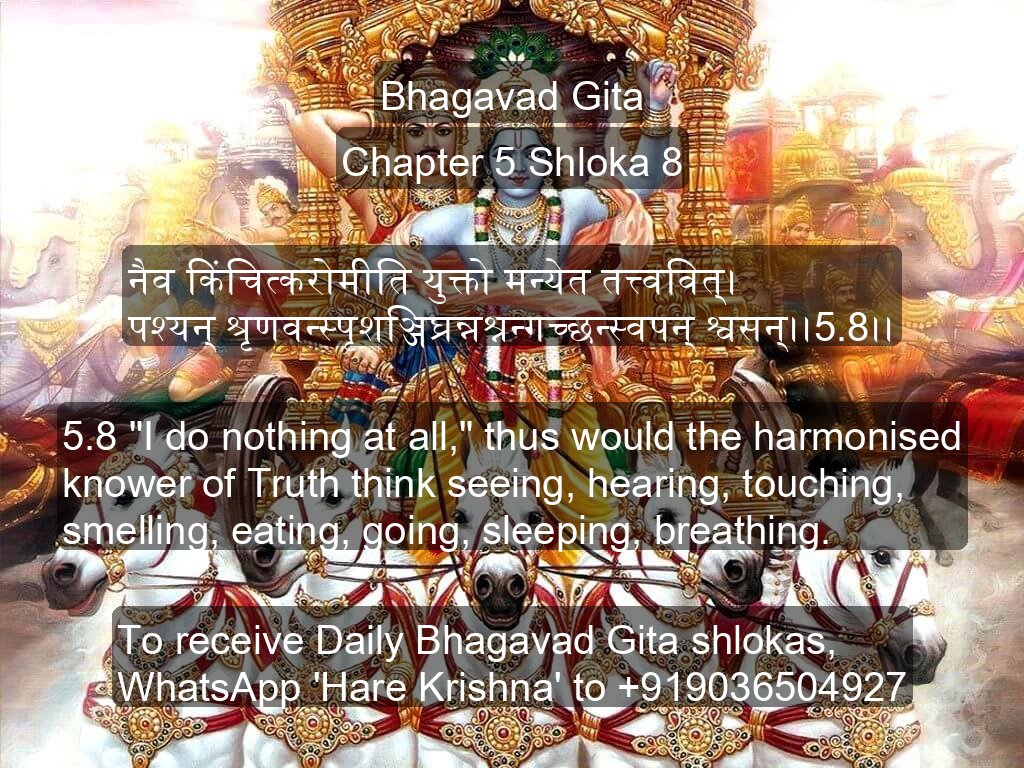 Bhagavad Gita
Chapter 5 Shloka 8
नैव किंचित्करोमीति युक्तो मन्येत तत्त्ववित्।
पश्यन् श्रृणवन्स्पृशञ्जिघ्रन्नश्नन्गच्छन्स्वपन् श्वसन्।।5.8।।
5.8 "I do nothing at all," thus would the harmonised
knower of Truth think seeing, hearing, touching,
smelling, eating, going, sleeping, breathing.
To receive Daily Bhagavad Gita shlokas,
WhatsApp 'Hare Krishna' to +919036504927